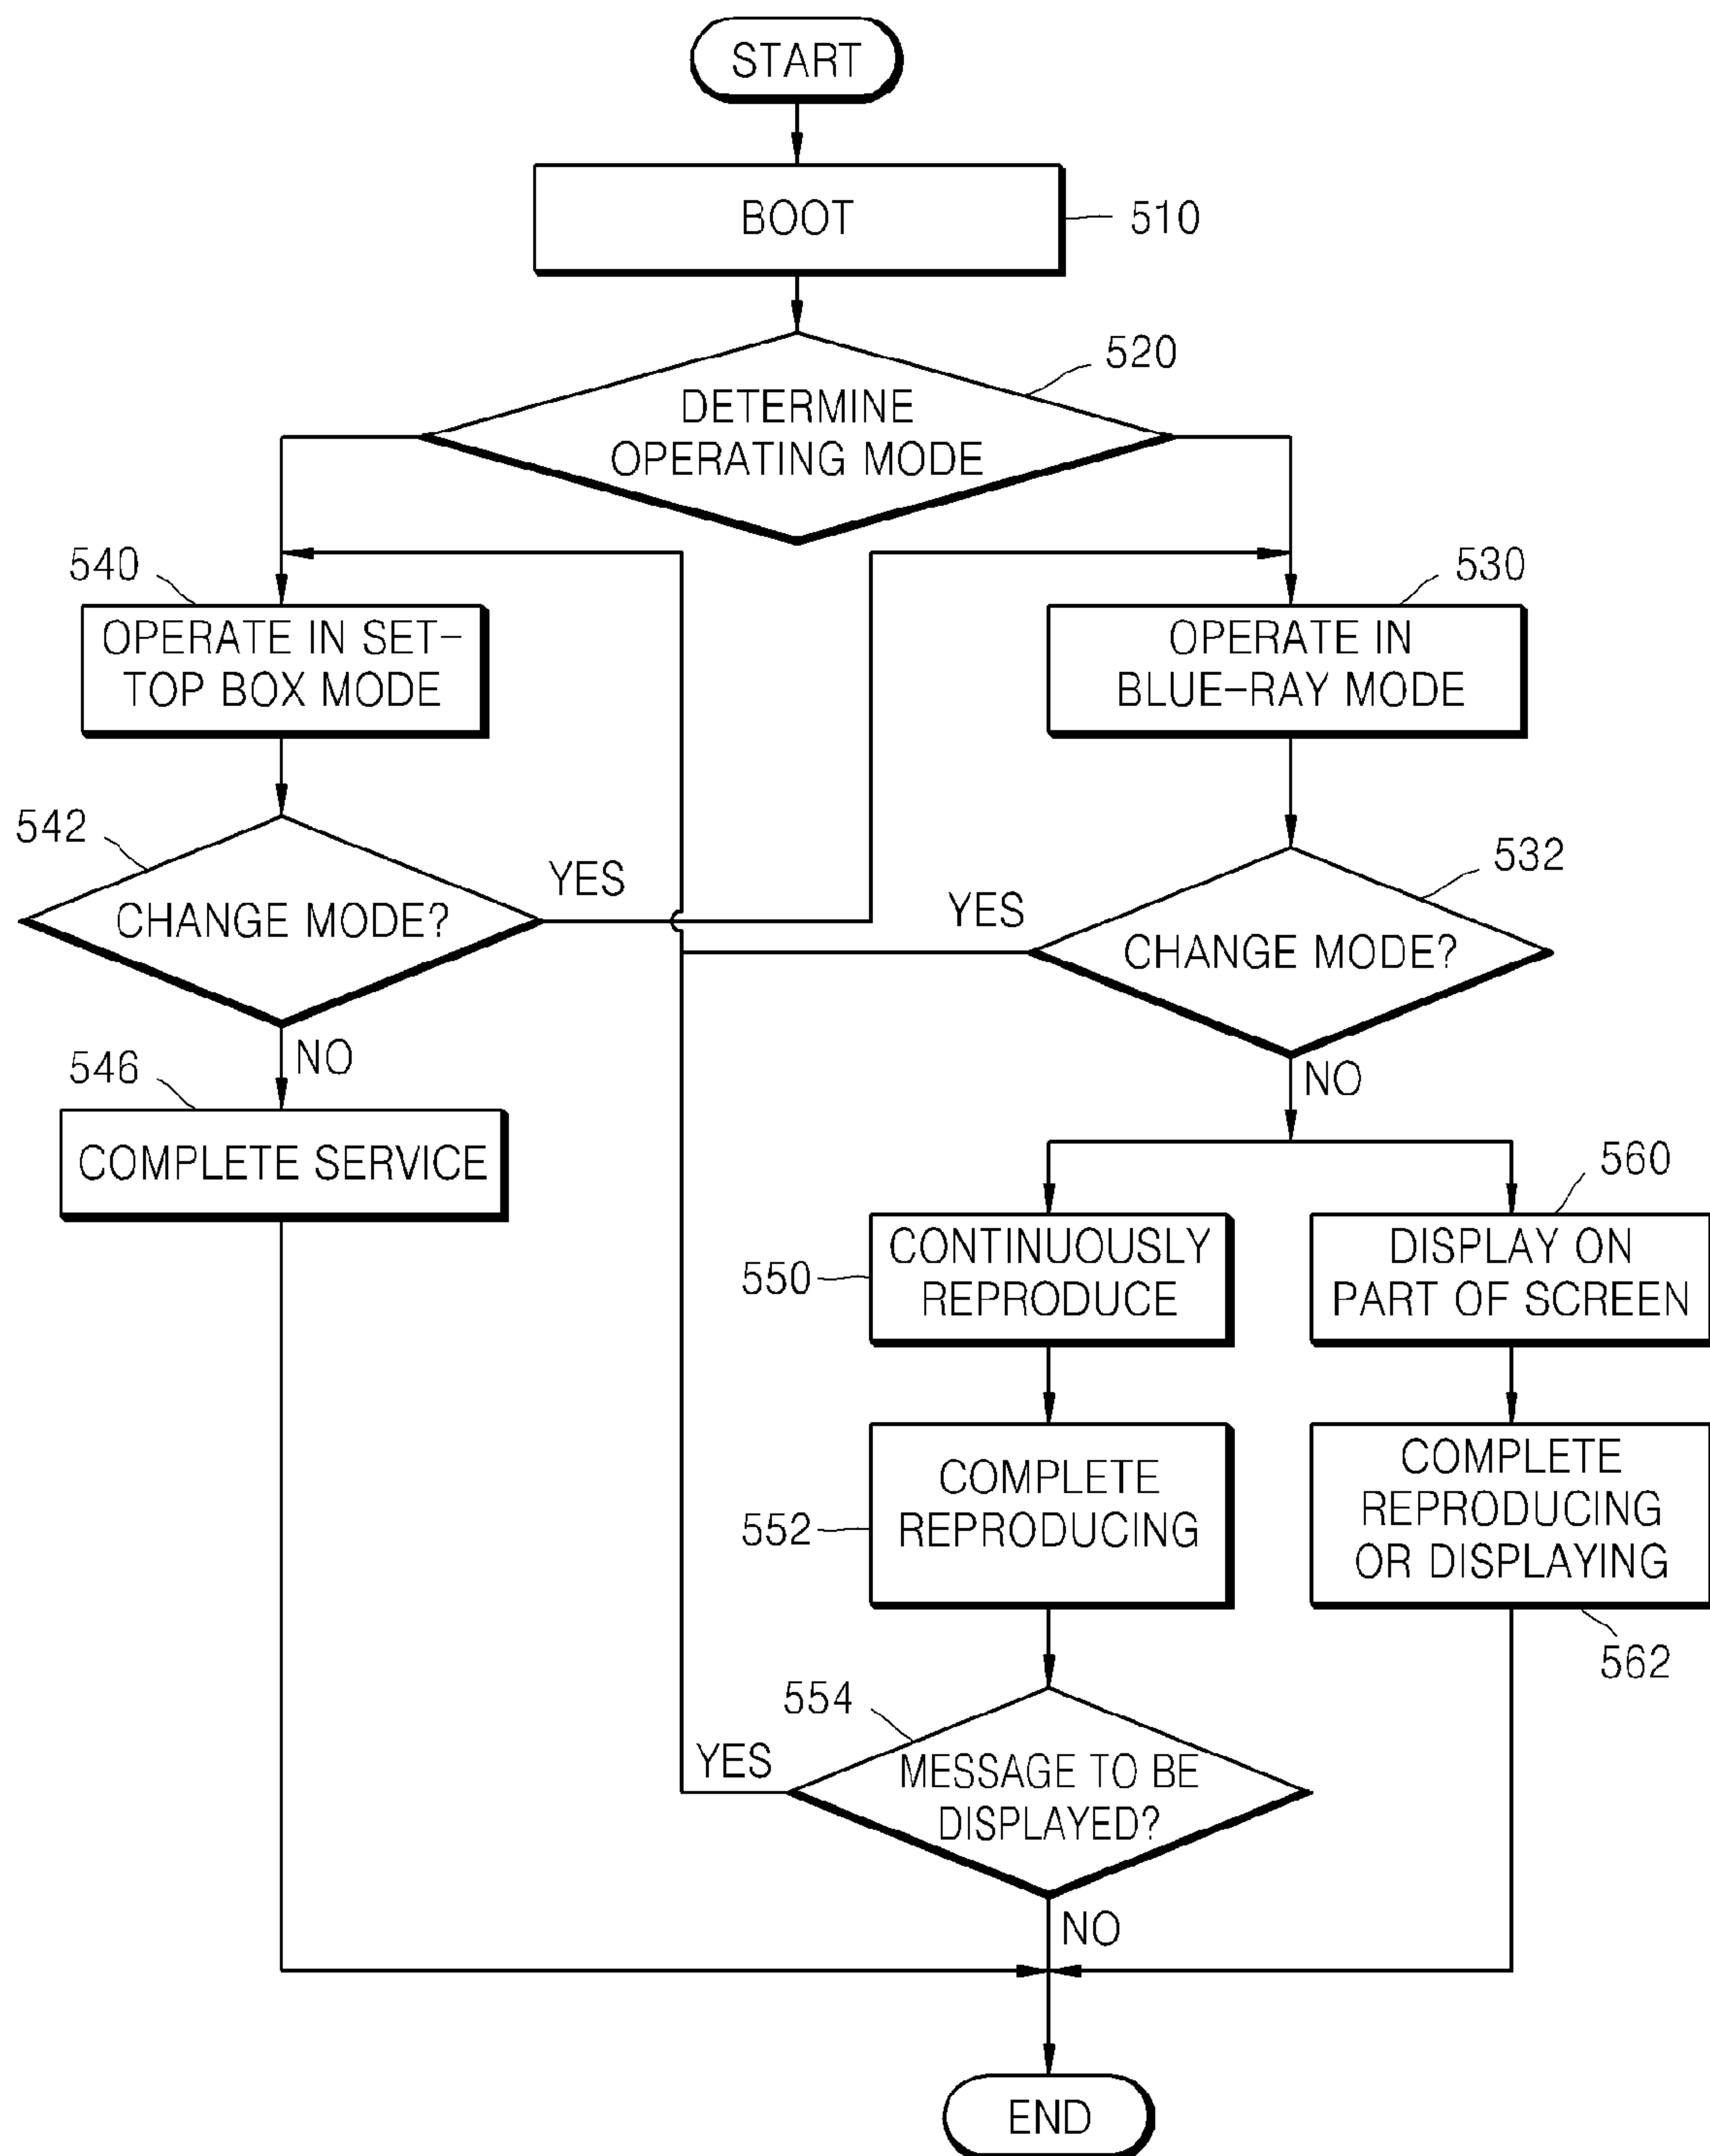 START
BOOT
510
520
DETERMINE
OPERATING MODE
540
OPERATE IN SET-
TOP BOX MODE
530
OPERATE IN
BLUE-RAY MODE
542
CHANGE MODE?
YES
532
CHANGE MODE?
YES
NO
546
COMPLETE SERVICE
NO
550
CONTINUOUSLY
REPRODUCE
560
DISPLAY ON
PART OF SCREEN
552
COMPLETE
REPRODUCING
COMPLETE
REPRODUCING
OR DISPLAYING
562
554
YES
MESSAGE TO BE
DISPLAYED?
NO
END